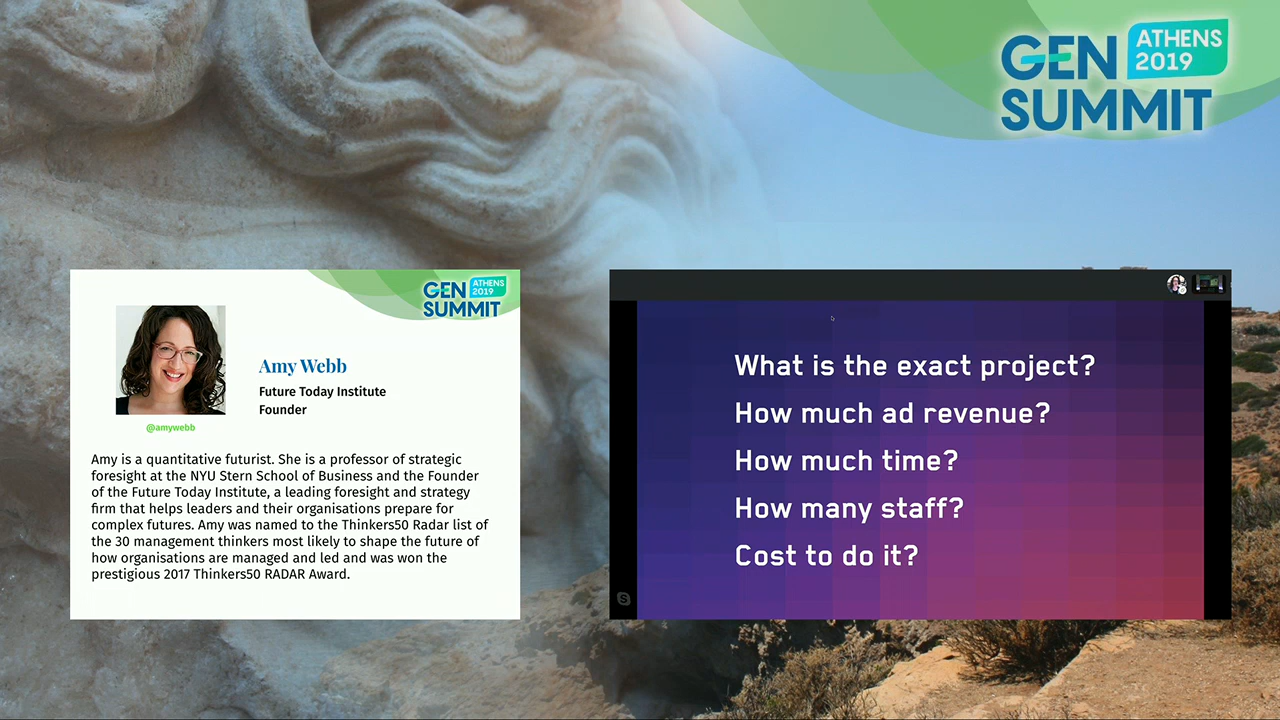 GEN ATHENS 2019
SUMMIT
GEN ATHENS 2019
SUMMIT
Amy Webb
Future Today Institute
Founder
@amywebb
Amy is a quantitative futurist. She is a professor of strategic
foresight at the NYU Stern School of Business and the Founder
of the Future Today Institute, a leading foresight and strategy
firm that helps leaders and their organisations prepare for
complex futures. Amy was named to the Thinkers50 Radar list of
the 30 management thinkers most likely to shape the future of
how organisations are managed and led and was won the
prestigious 2017 Thinkers50 RADAR Award.
What is the exact project?
How much ad revenue?
How much time?
How many staff?
Cost to do it?